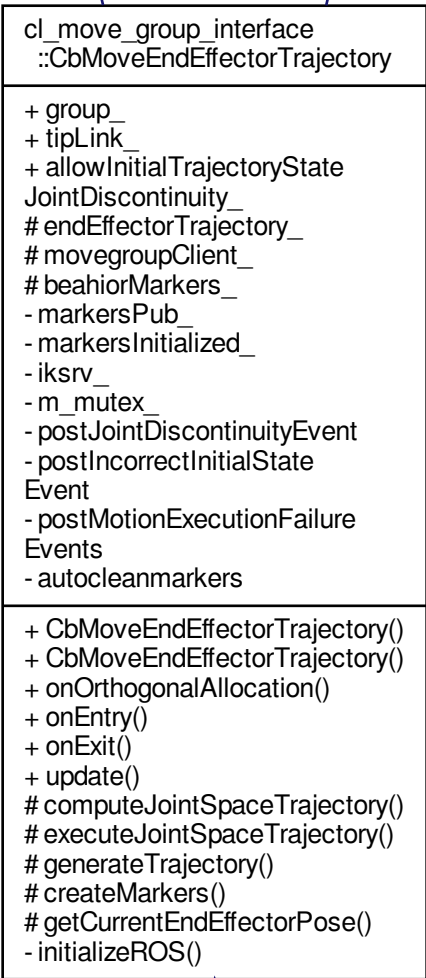 cl_move_group_interface
::CbMoveEndEffectorTrajectory
+ group_
+ tipLink_
+ allowInitialTrajectoryState
JointDiscontinuity_
# endEffectorTrajectory_
# movegroupClient_
# beahiorMarkers_
- markersPub_
- markersInitialized_
- iksrv_
- m_mutex_
- postJointDiscontinuityEvent
- postIncorrectInitialState
Event
- postMotionExecutionFailure
Events
- autocleanmarkers
+ CbMoveEndEffectorTrajectory()
+ CbMoveEndEffectorTrajectory()
+ onOrthogonalAllocation()
+ onEntry()
+ onExit()
+ update()
# computeJointSpaceTrajectory()
# executeJointSpaceTrajectory()
# generateTrajectory()
# createMarkers()
# getCurrentEndEffectorPose()
- initializeROS()